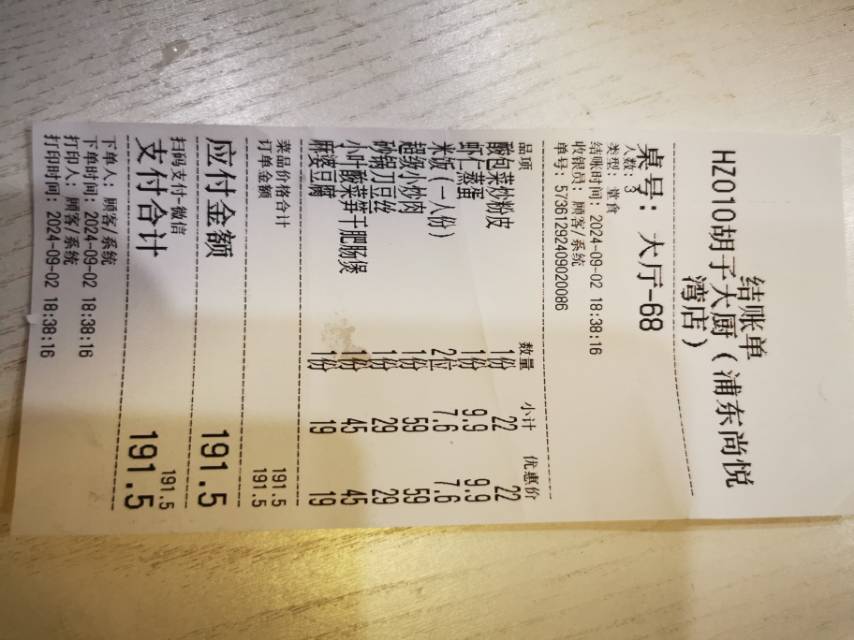 结账单
HZ010胡子大厨（浦东尚悦
湾店）
桌号：大厅-68
人数：3
类型：堂食
结账时间：2024-09-02 18:38:16
收银员：顾客/系统
单号：57361292409020086
品项 数量 小计 优惠价
酸包菜炒粉皮 1份 22 22
虾仁蒸蛋 1份 9.9 9.9
米饭（一人份） 2位 7.6 7.6
超级小炒肉 1份 59 59
砂锅刀豆丝 1份 29 29
小叶酸菜笋干肥肠煲 1份 45 45
麻婆豆腐 1份 19 19
菜品价格合计 191.5
订单金额 191.5
应付金额 191.5
扫码支付-微信 191.5
支付合计 191.5
下单人：顾客/系统
下单时间：2024-09-02 18:38:16
打印人：顾客/系统
打印时间：2024-09-02 18:38:16